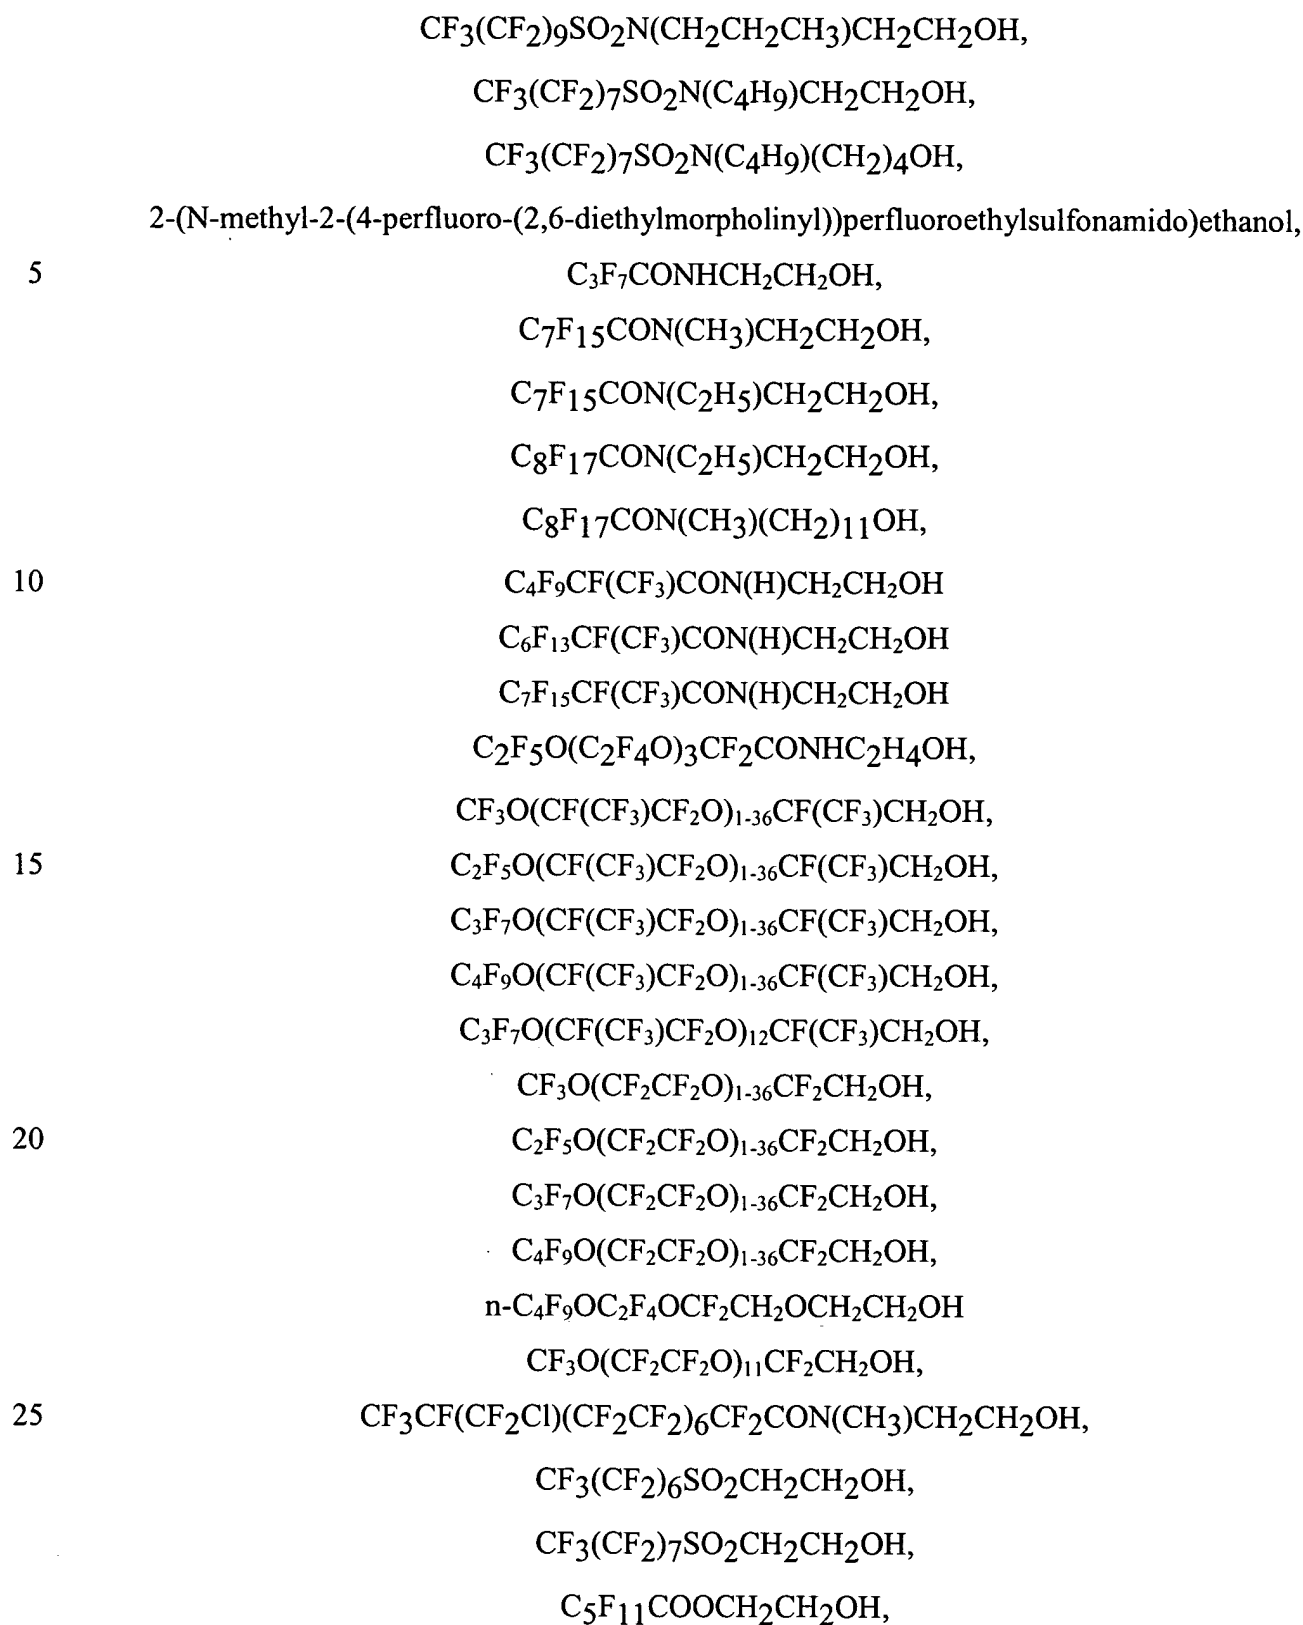 CF3(CF2)9SO2N(CH2CH2CH3)CH2CH2OH,
CF3(CF2)7SO2N(C4H9)CH2CH2OH,
CF3(CF2)7SO2N(C4H9)(CH2)4OH,
2-(N-methyl-2-(4-perfluoro-(2,6-diethylmorpholinyl))perfluoroethylsulfonamido)ethanol,
5 C3F7CONHCH2CH2OH,
C7F15CON(CH3)CH2CH2OH,
C7F15CON(C2H5)CH2CH2OH,
C8F17CON(C2H5)CH2CH2OH,
C8F17CON(CH3)(CH2)11OH,
10 C4F9CF(CF3)CON(H)CH2CH2OH
C6F13CF(CF3)CON(H)CH2CH2OH
C7F15CF(CF3)CON(H)CH2CH2OH
C2F5O(C2F4O)3CF2CONHC2H4OH,
CF3O(CF(CF3)CF2O)1-36CF(CF3)CH2OH,
15 C2F5O(CF(CF3)CF2O)1-36CF(CF3)CH2OH,
C3F7O(CF(CF3)CF2O)1-36CF(CF3)CH2OH,
C4F9O(CF(CF3)CF2O)1-36CF(CF3)CH2OH,
C3F7O(CF(CF3)CF2O)12CF(CF3)CH2OH,
CF3O(CF2CF2O)1-36CF2CH2OH,
20 C2F5O(CF2CF2O)1-36CF2CH2OH,
C3F7O(CF2CF2O)1-36CF2CH2OH,
C4F9O(CF2CF2O)1-36CF2CH2OH,
n-C4F9OC2F4OCF2CH2OCH2CH2OH
CF3O(CF2CF2O)11CF2CH2OH,
25 CF3CF(CF2Cl)(CF2CF2)6CF2CON(CH3)CH2CH2OH,
CF3(CF2)6SO2CH2CH2OH,
CF3(CF2)7SO2CH2CH2OH,
C5F11COOCH2CH2OH,